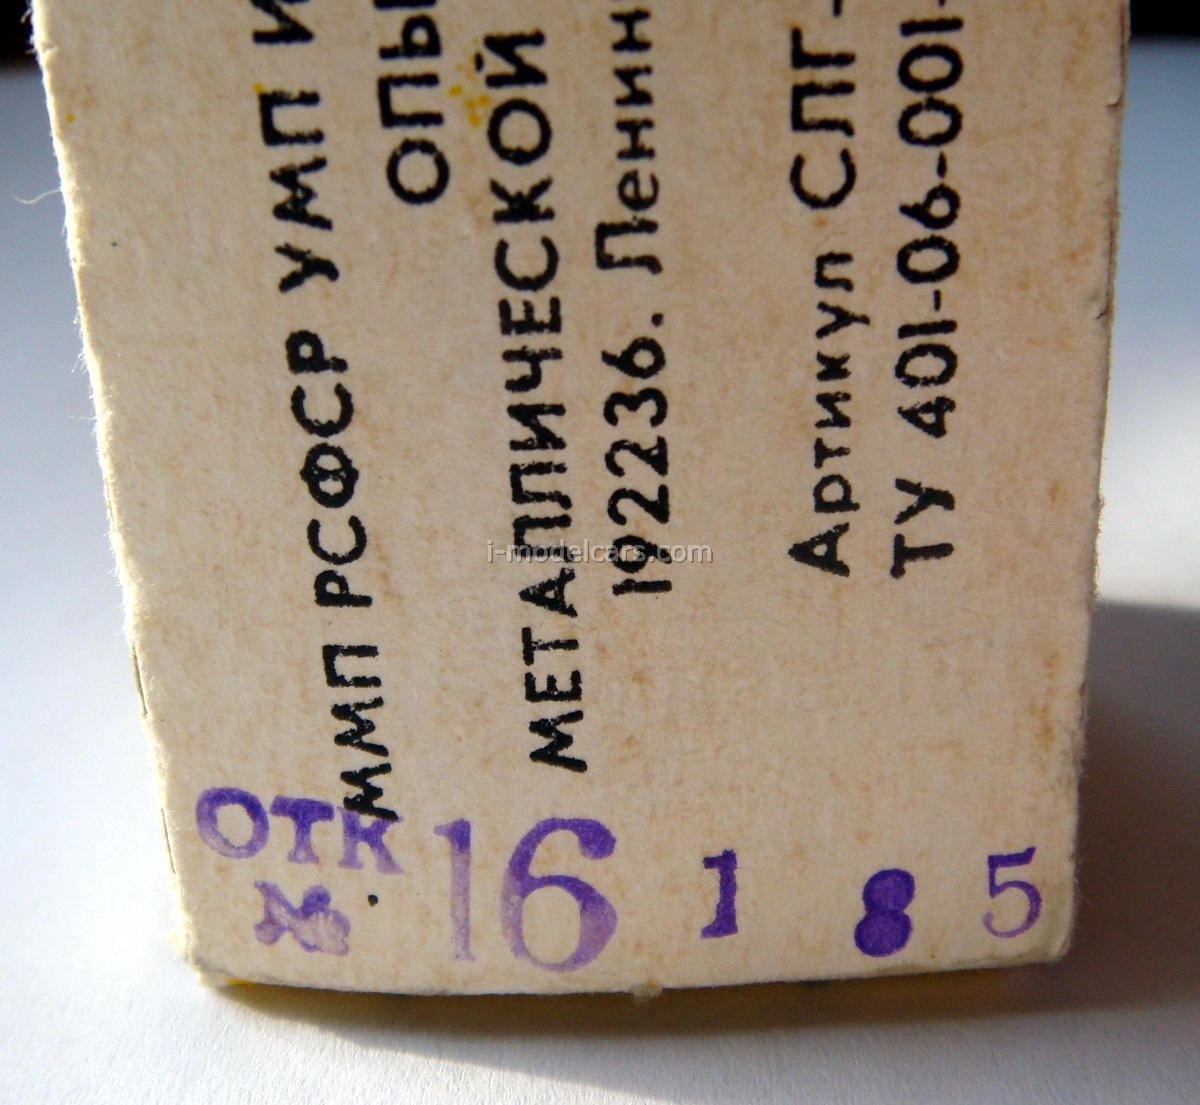 ММП РСФСР УМП И
ОПЫ
МЕТАЛЛИЧЕСКОЙ
192236. Ленин
Артикул СЛГ-
ТУ 401-06-001-
ОТК
№ 16 1 8 5
i-modelcars.com